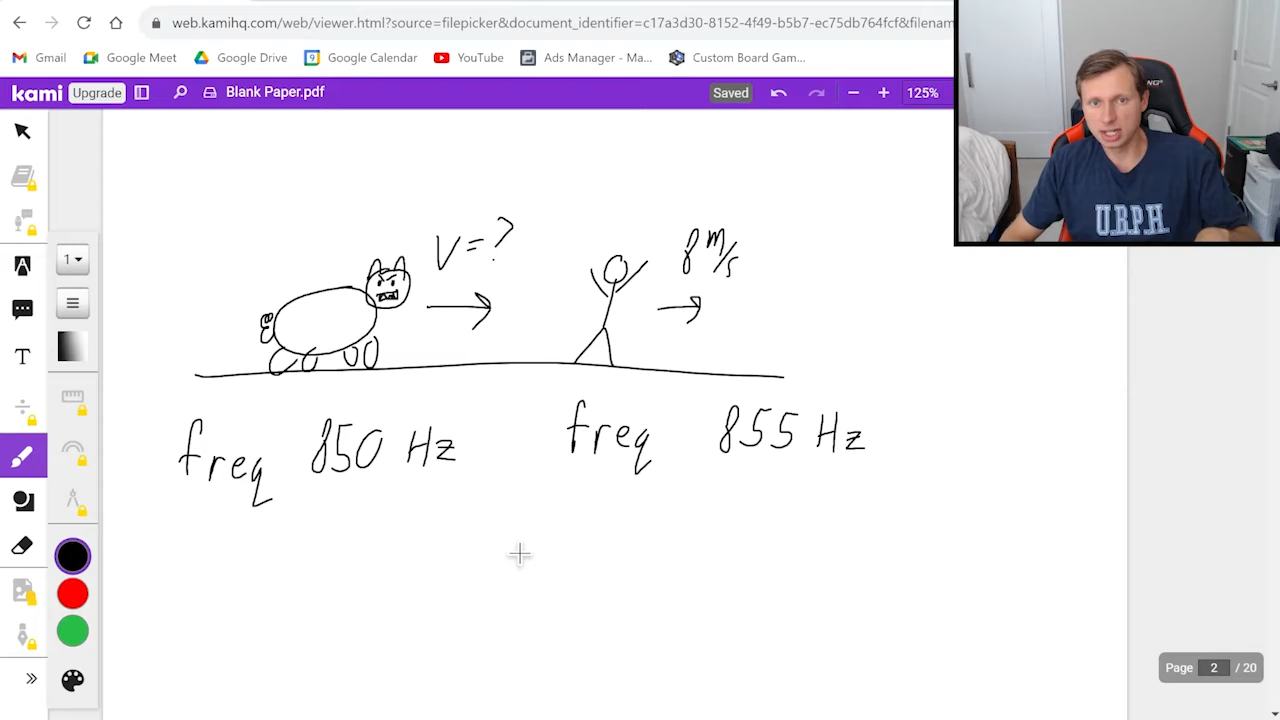 web.kamihq.com/web/viewer.html?source=filepicker&document_identifier=c17a3d30-8152-4f49-b5b7-ec75db764fcf&filenam
Gmail Google Meet Google Drive Google Calendar YouTube Ads Manager - Ma... Custom Board Gam...
kami Upgrade Blank Paper.pdf Saved 125%
NG
U.B.P.H.
1
T
V = ? 8 m/s
freq 850 Hz freq 855 Hz
Page 2 / 20